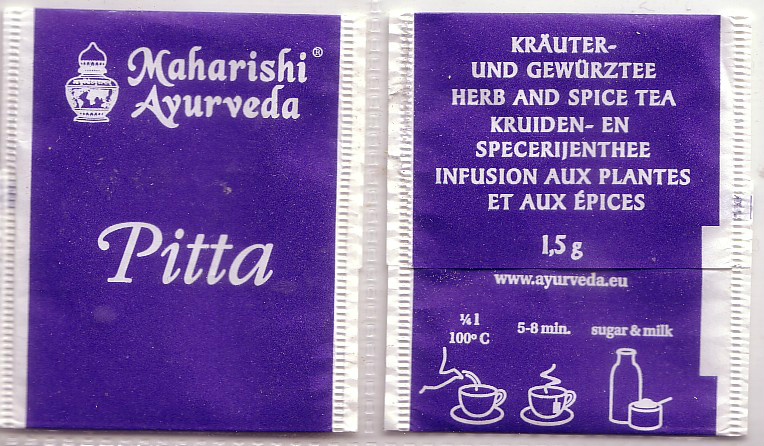 Maharishi®
Ayurveda
Pitta
KRÄUTER-
UND GEWÜRZTEE
HERB AND SPICE TEA
KRUIDEN- EN
SPECERIJENTHEE
INFUSION AUX PLANTES
ET AUX ÉPICES
1,5 g
www.ayurveda.eu
¼ l
100º C
5-8 min.
sugar & milk